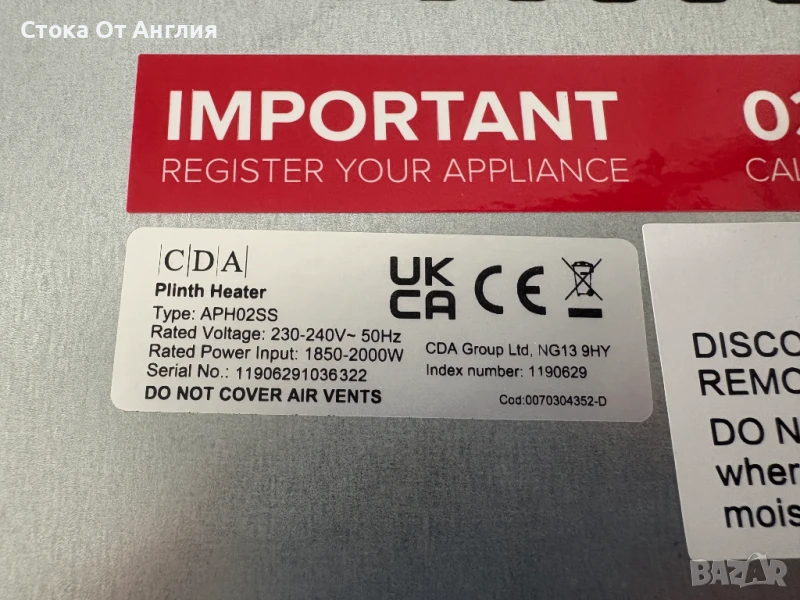 Стока От Англия
IMPORTANT
REGISTER YOUR APPLIANCE
CDA
Plinth Heater
Type: APH02SS
Rated Voltage: 230-240V~ 50Hz
Rated Power Input: 1850-2000W
Serial No.: 11906291036322
DO NOT COVER AIR VENTS
UK
CA
CE
CDA Group Ltd, NG13 9HY
Index number: 1190629
Cod:0070304352-D
DISCO
REMO
DO N
wher
mois
BAZAR